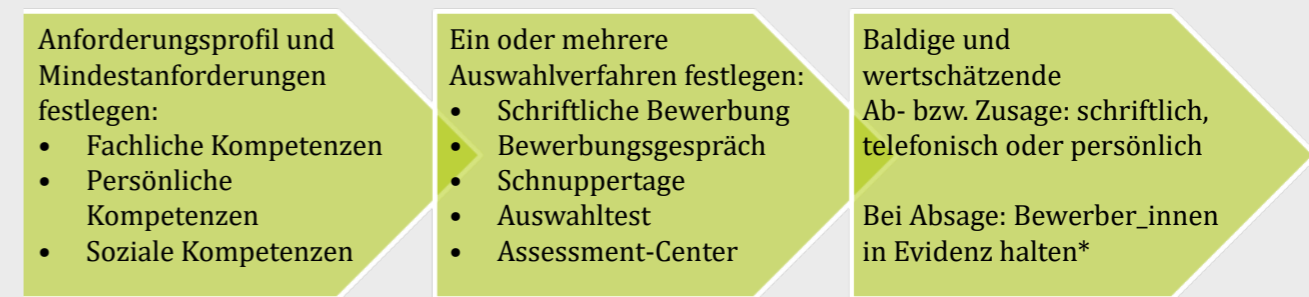 Anforderungsprofil und
Mindestanforderungen
festlegen:
• Fachliche Kompetenzen
• Persönliche
Kompetenzen
• Soziale Kompetenzen
Ein oder mehrere
Auswahlverfahren festlegen:
• Schriftliche Bewerbung
• Bewerbungsgespräch
• Schnuppertage
• Auswahltest
• Assessment-Center
Baldige und
wertschätzende
Ab- bzw. Zusage: schriftlich,
telefonisch oder persönlich
Bei Absage: Bewerber_innen
in Evidenz halten*